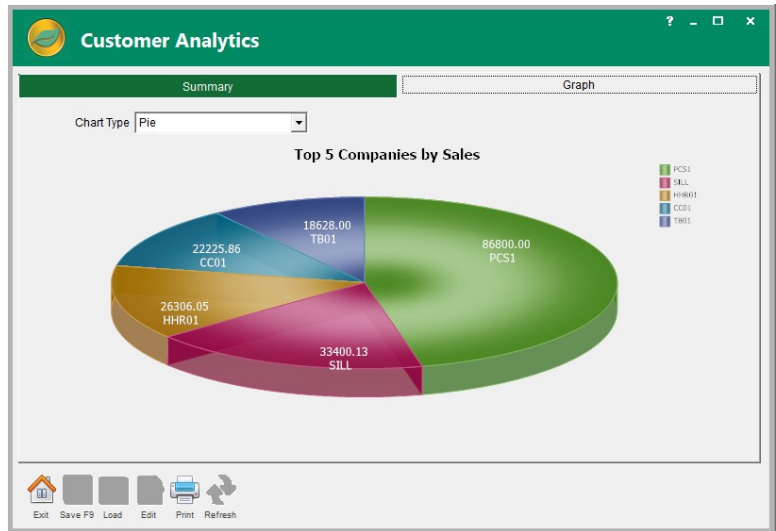 ? _ □ ×
Customer Analytics
Summary
Graph
Chart Type Pie
Top 5 Companies by Sales
PCS1
SILL
HHR01
CC01
TB01
18628.00
TB01
86800.00
PCS1
22225.86
CC01
26306.05
HHR01
33400.13
SILL
Exit Save F9 Load Edit Print Refresh